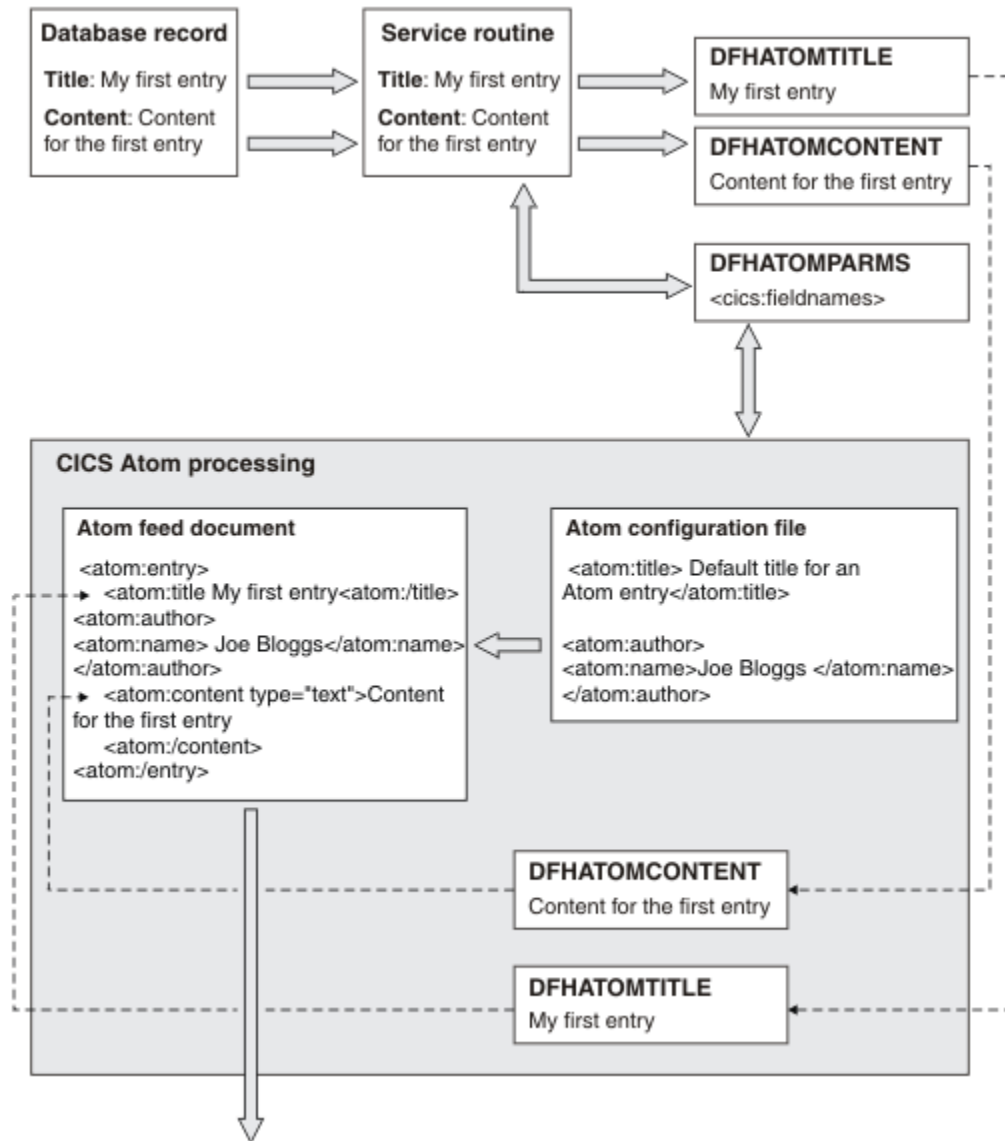 Database record
Title: My first entry
Content: Content
for the first entry
Service routine
Title: My first entry
Content: Content
for the first entry
DFHATOMTITLE
My first entry
DFHATOMCONTENT
Content for the first entry
DFHATOMPARMS
<cics:fieldnames>
CICS Atom processing
Atom feed document
<atom:entry>
<atom:title My first entry<atom:/title>
<atom:author>
<atom:name> Joe Bloggs</atom:name>
</atom:author>
<atom:content type="text">Content
for the first entry
<atom:/content>
<atom:/entry>
Atom configuration file
<atom:title> Default title for an
Atom entry</atom:title>
<atom:author>
<atom:name>Joe Bloggs </atom:name>
</atom:author>
DFHATOMCONTENT
Content for the first entry
DFHATOMTITLE
My first entry